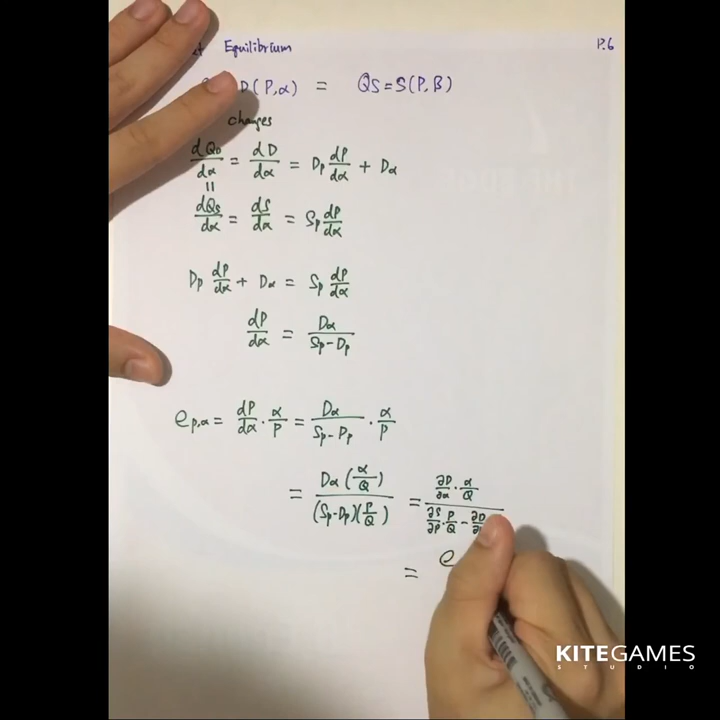 Equilibrium P.6
D(P,α) = QS=S(P,B)
changes
dQD/dα = dD/dα = Dp dP/dα + Dα
=
dQs/dα = dS/dα = Sp dP/dα
Dp dP/dα + Dα = Sp dP/dα
dP/dα = Dα/(Sp-Dp)
eP,α = dP/dα · α/P = Dα/(Sp-Dp) · α/P
= Dα(α/Q)/((Sp-Dp)(P/Q)) = (∂D/∂α · α/Q)/(∂S/∂P · P/Q - ∂D/
= e
KITEGAMES
STUDIO